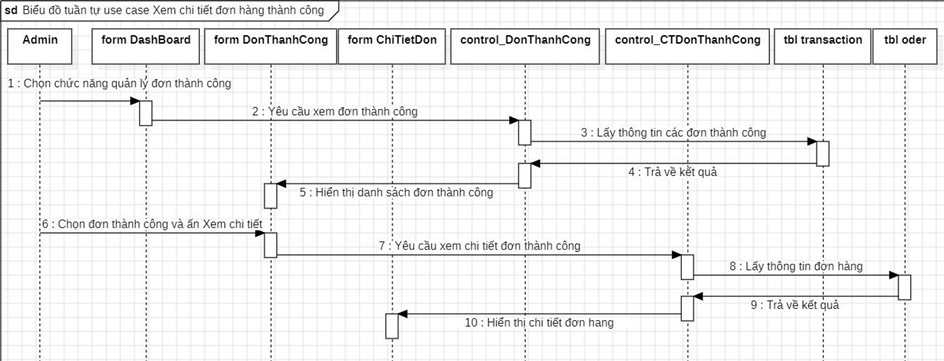 sd Biểu đồ tuần tự use case Xem chi tiết đơn hàng thành công
Admin
form DashBoard
form DonThanhCong
form ChiTietDon
control_DonThanhCong
control_CTDonThanhCong
tbl transaction
tbl oder
1 : Chọn chức năng quản lý đơn thành công
2 : Yêu cầu xem đơn thành công
3 : Lấy thông tin các đơn thành công
4 : Trả về kết quả
5 : Hiển thị danh sách đơn thành công
6 : Chọn đơn thành công và ấn Xem chi tiết
7 : Yêu cầu xem chi tiết đơn thành công
8 : Lấy thông tin đơn hàng
9 : Trả về kết quả
10 : Hiển thị chi tiết đơn hang